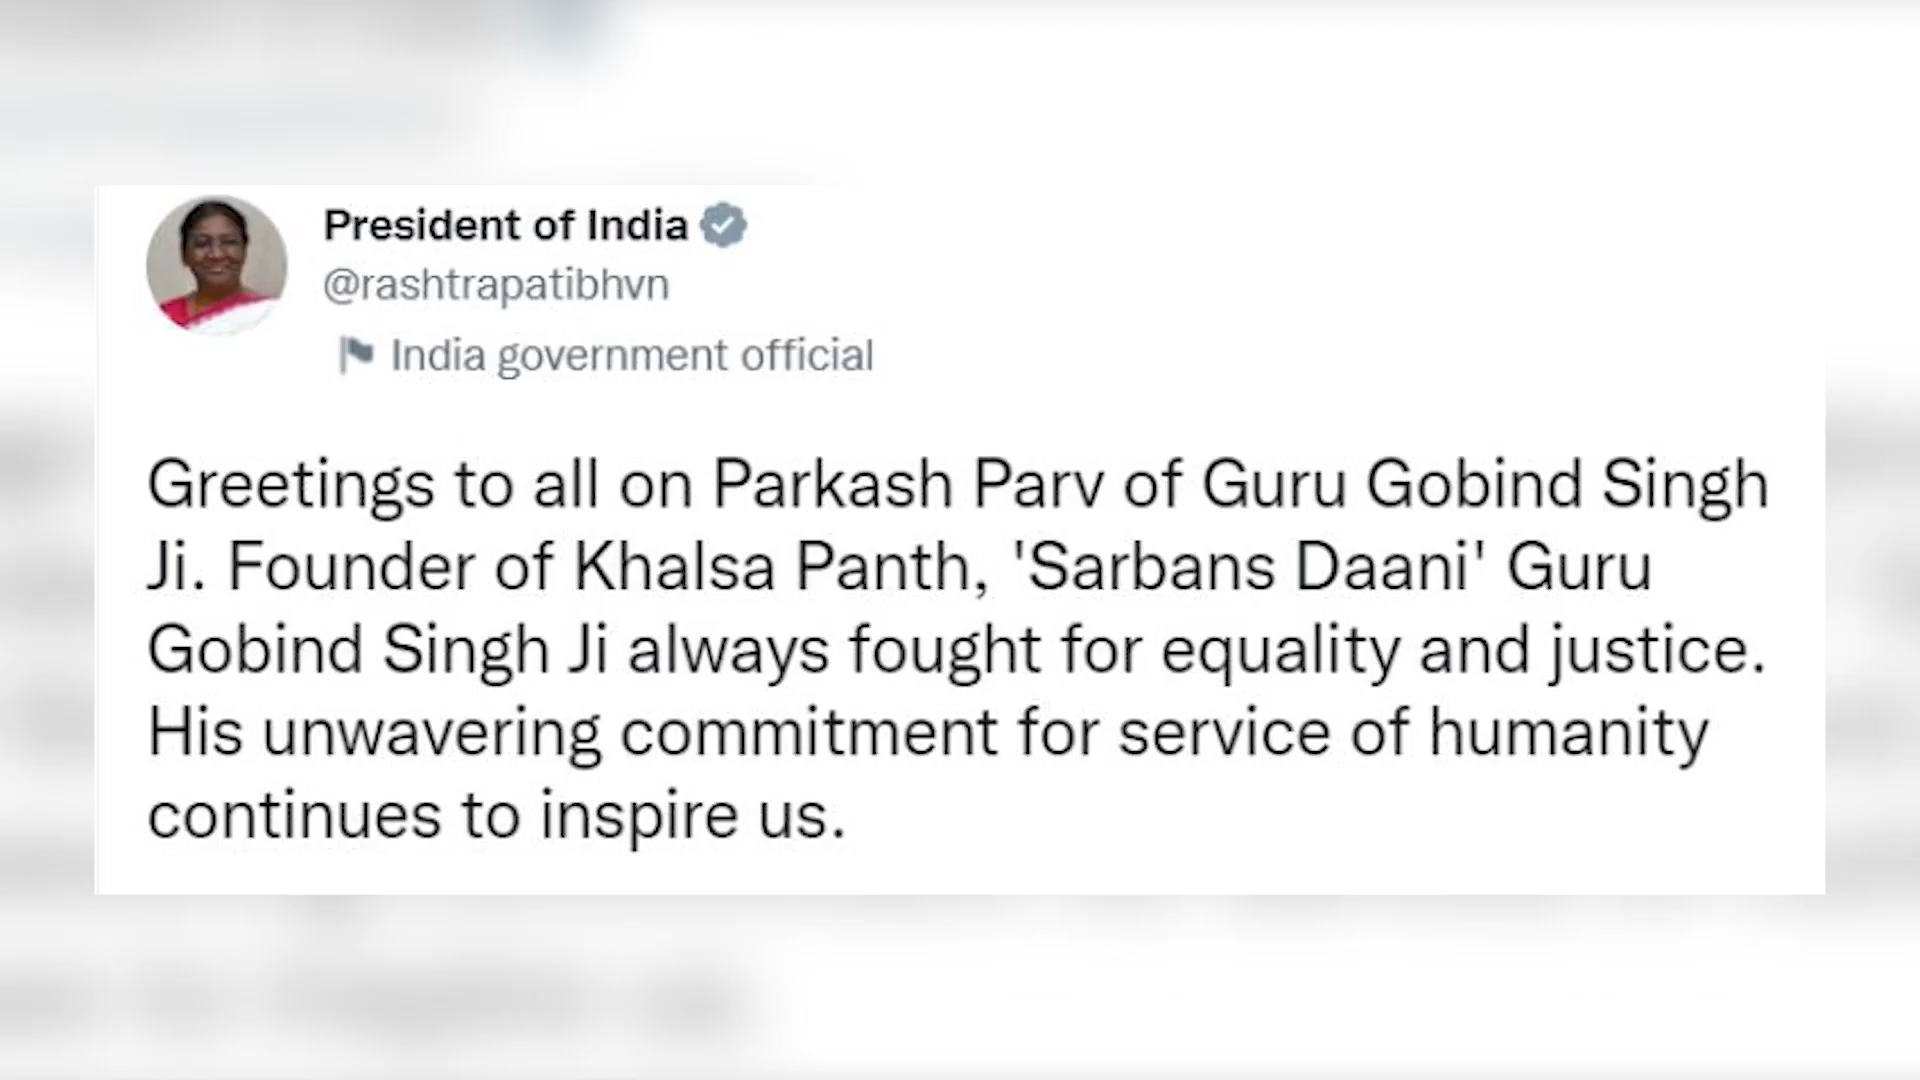 President of India
@rashtrapatibhvn
India government official
Greetings to all on Parkash Parv of Guru Gobind Singh
Ji. Founder of Khalsa Panth, 'Sarbans Daani' Guru
Gobind Singh Ji always fought for equality and justice.
His unwavering commitment for service of humanity
continues to inspire us.